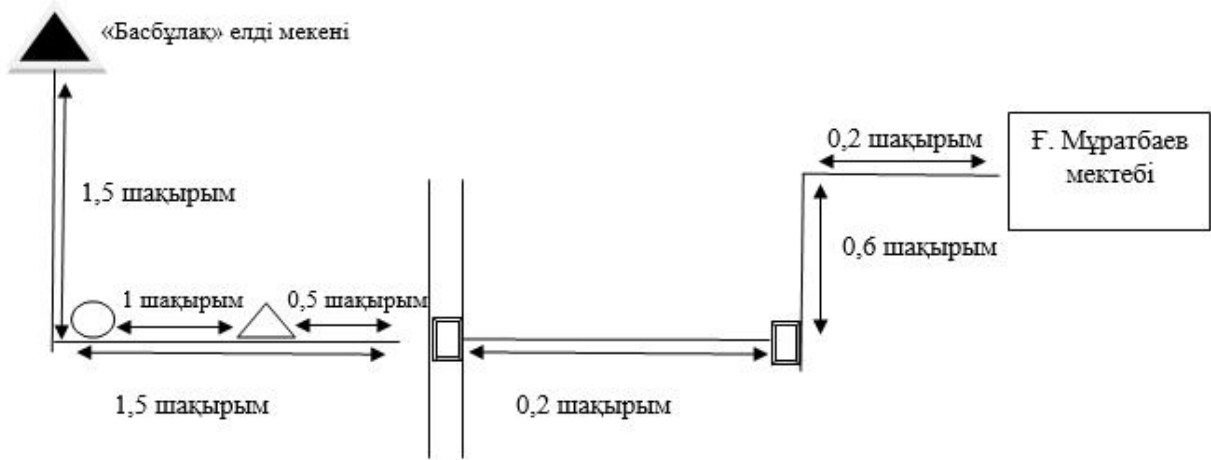 «Басбұлақ» елді мекені
0,2 шақырым
Ғ. Мұратбаев
мектебі
1,5 шақырым
0,6 шақырым
1 шақырым
0,5 шақырым
1,5 шақырым
0,2 шақырым